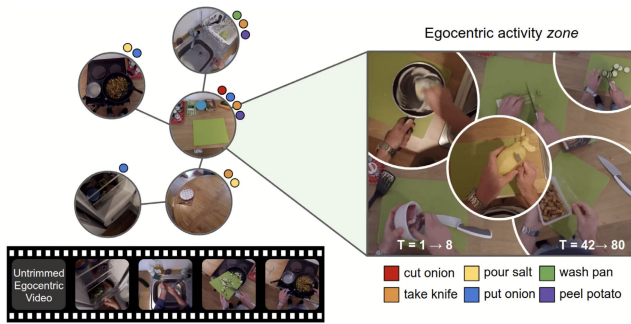 Egocentric activity zone
T = 1→ 8
T = 42→ 80
Untrimmed
Egocentric
Video
cut onion
pour salt
wash pan
take knife
put onion
peel potato